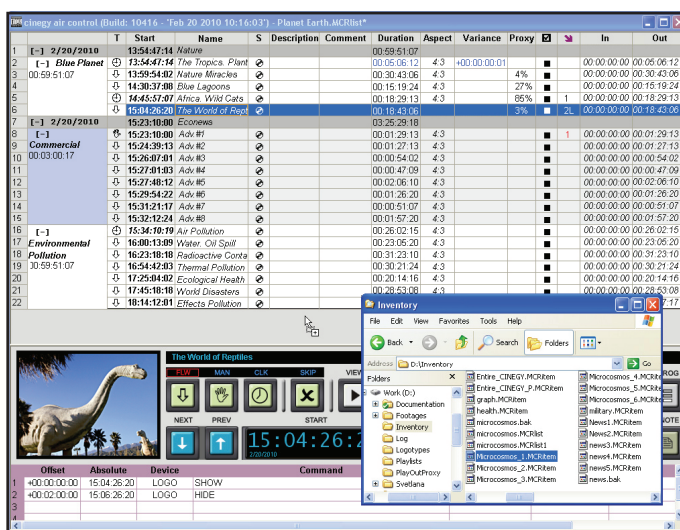 cinegy air control (Build: 10416 - 'Feb 20 2010 10:16:03') - Planet Earth.MCRlist*
T Start Name S Description Comment Duration Aspect Variance Proxy In Out
1 [-] 2/20/2010 13:54:47:14 Nature 00:59:51:07
2 [-] Blue Planet 13:54:47:14 The Tropics. Plant 00:05:06:12 4:3 +00:00:00:01 00:00:00:00 00:05:06:12
3 00:59:51:07 13:59:54:02 Nature Miracles 00:30:43:06 4% 00:00:00:00 00:30:43:06
4 14:30:37:08 Blue Lagoons 00:15:19:24 27% 00:00:00:00 00:15:19:24
5 14:45:57:07 Africa. Wild Cats 00:18:29:13 4:3 85% 1 00:00:00:00 00:18:29:13
6 15:04:26:20 The World of Rept 00:18:43:06 3% 2L 00:00:00:00 00:18:43:06
7 [-] 2/20/2010 15:23:10:00 Econews 03:25:29:18
8 [-] 15:23:10:00 Adv.#1 00:01:29:13 4:3 1 00:00:00:00 00:01:29:13
9 Commercial 15:24:39:13 Adv.#2 00:01:27:13 4:3 00:00:00:00 00:01:27:13
10 00:03:00:17 15:26:07:01 Adv.#3 00:00:54:02 4:3 00:00:00:00 00:00:54:02
11 15:27:01:03 Adv.#4 00:00:47:09 4:3 00:00:00:00 00:00:47:09
12 15:27:48:12 Adv.#5 00:02:06:10 4:3 00:00:00:00 00:02:06:10
13 15:29:54:22 Adv.#6 00:01:26:20 4:3 00:00:00:00 00:01:26:20
14 15:31:21:17 Adv.#7 00:00:51:07 4:3 00:00:00:00 00:00:51:07
15 15:32:12:24 Adv.#8 00:01:57:20 4:3 00:00:00:00 00:01:57:20
16 [-] 15:34:10:19 Air Pollution 00:26:02:15 4:3 00:00:00:00 00:26:02:15
17 Environmental 16:00:13:09 Water. Oil Spill 00:23:05:20 4:3 00:00:00:00 00:23:05:20
18 Pollution 16:23:18:18 Radioactive Conta 00:31:23:10 4:3 00:00:00:00 00:31:23:10
19 00:59:51:07 16:54:42:03 Thermal Pollution 00:30:21:24 4:3 00:00:00:00 00:30:21:24
20 17:25:04:02 Ecological Health 00:20:14:16 4:3 00:00:00:00 00:20:14:16
21 17:45:18:18 World Disasters 00:28:53:08 4:3 00:00:00:00 00:28:53:08
22 18:14:12:01 Effects Pollution 7:17
Inventory
File Edit View Favorites Tools Help
Back Search Folders
Address D:\Inventory Go
Folders X
Work (D:)
Documentation
Footages
Inventory
Log
Logotypes
Playlists
PlayOutProxy
Svetlana
Entire_CINEGY.MCRitem
Entire_CINEGY_P.MCRitem
graph.MCRitem
health.MCRitem
microcosmos.bak
microcosmos.MCRlist
microcosmos.MCRlist1
Microcosmos_1.MCRitem
Microcosmos_2.MCRitem
Microcosmos_3.MCRitem
Microcosmos_4.MCRitem
Microcosmos_5.MCRitem
Microcosmos_6.MCRitem
military.MCRitem
News1.MCRitem
News2.MCRitem
news3.MCRitem
news4.MCRitem
news5.MCRitem
news.bak
The World of Reptiles
FLW MAN CLK SKIP VIEW
ROG
NEXT PREV START
NOTE
15:04:26:2
2/20/2010
Offset Absolute Device Command
1 +00:00:00:00 15:04:26:20 LOGO SHOW
2 +00:02:00:00 15:06:26:20 LOGO HIDE
3
4